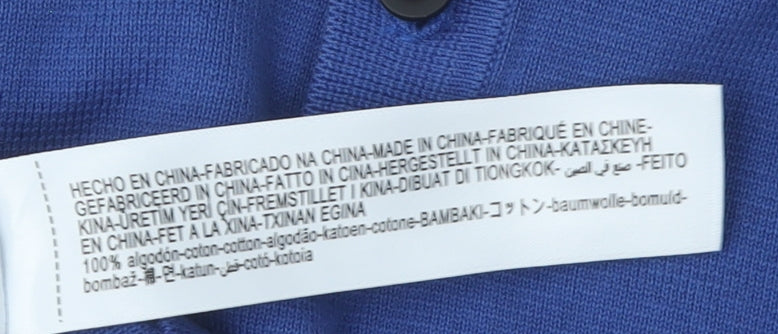 HECHO EN CHINA-FABRICADO NA CHINA-MADE IN CHINA-FABRIQUÉ EN CHINE-
GEFABRICEERD IN CHINA-FATTO IN CINA-HERGESTELLT IN CHINA-ΚΑΤΑΣΚΕΥΗ
KINA-ÜRETIM YERİ ÇİN-FREMSTILLET I KINA-DIBUAT DI TIONGKOK- صنع في الصين -FEITO
EN CHINA-FET A LA XINA-TXINAN EGINA
100% algodón-coton-cotton-algodão-katoen-cotone-BAMBAKI-コットン-baumwolle-bomuld-
bombaž-棉-면-katun-قطن-cotó-kotoia